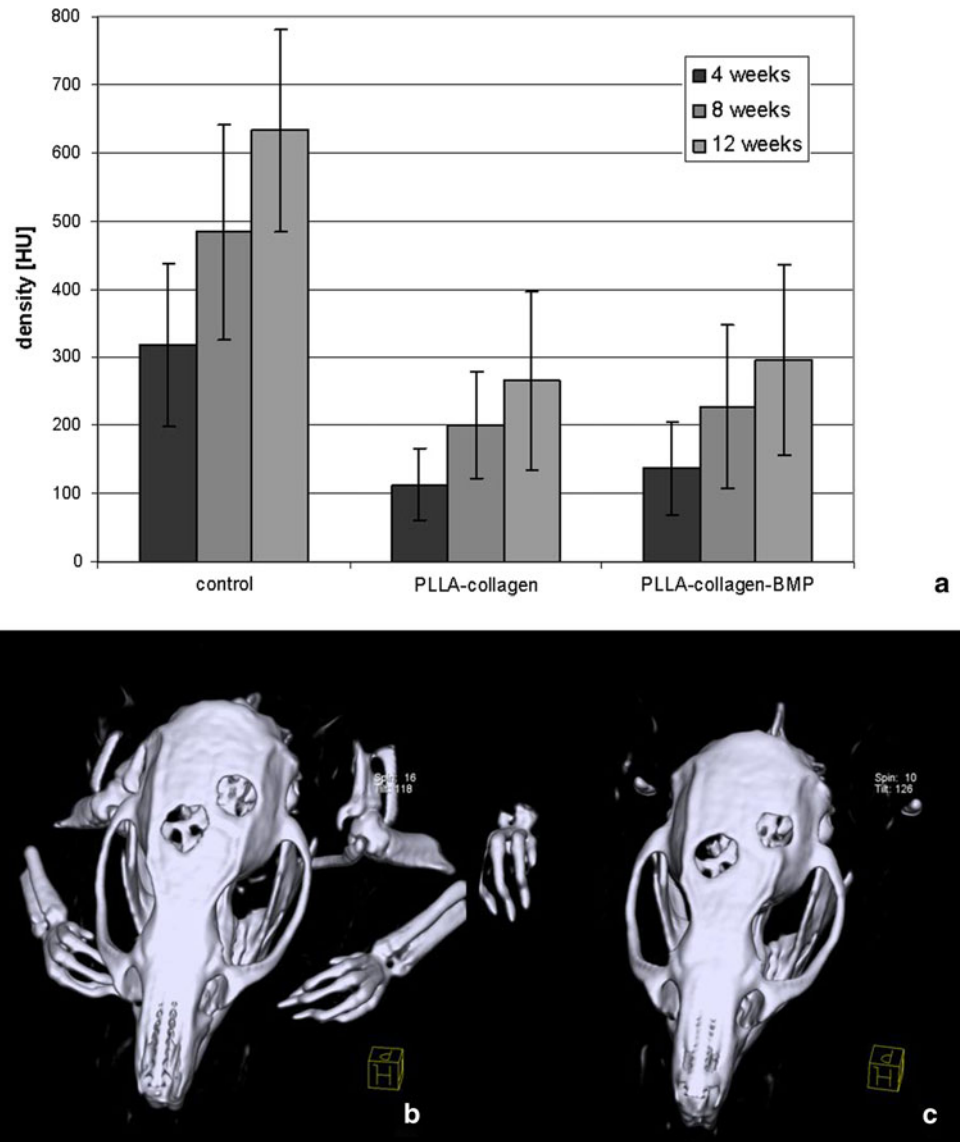 800
700
600
500
400
300
200
100
0
density [HU]
4 weeks
8 weeks
12 weeks
control PLLA-collagen PLLA-collagen-BMP
a
Spin: 16
Tilt: 118
Spin: 10
Tilt: 126
H
H
b
c